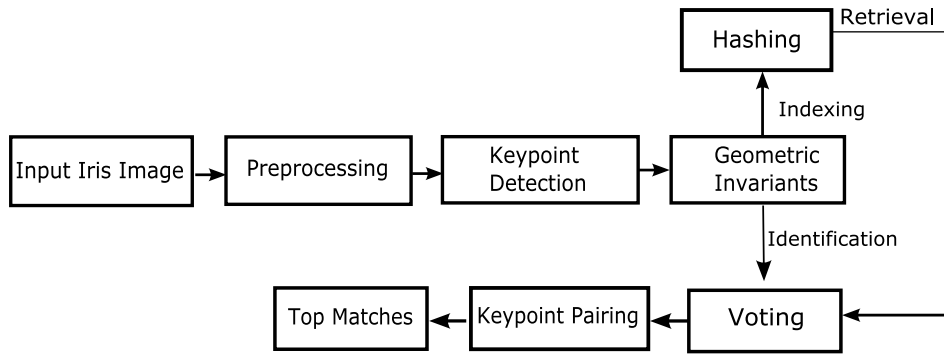 Retrieval
Hashing
Indexing
Input Iris Image
Preprocessing
Keypoint
Detection
Geometric
Invariants
Identification
Top Matches
Keypoint Pairing
Voting